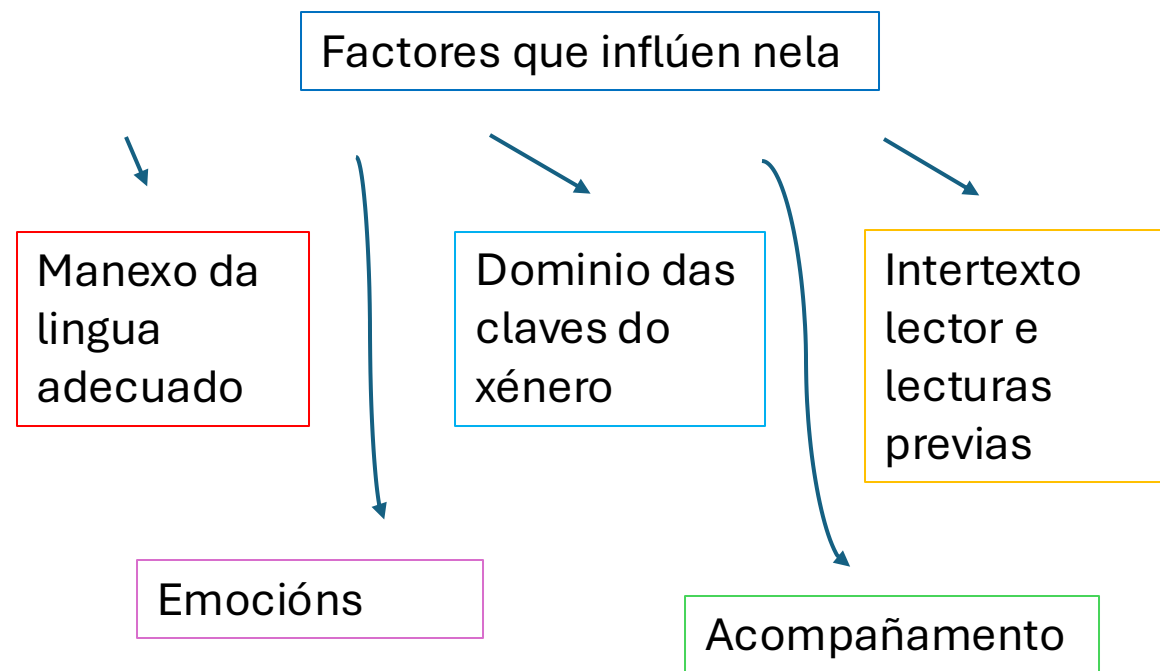 Factores que inflúen nela
Manexo da
lingua
adecuado
Dominio das
claves do
xénero
Intertexto
lector e
lecturas
previas
Emocións
Acompañamento